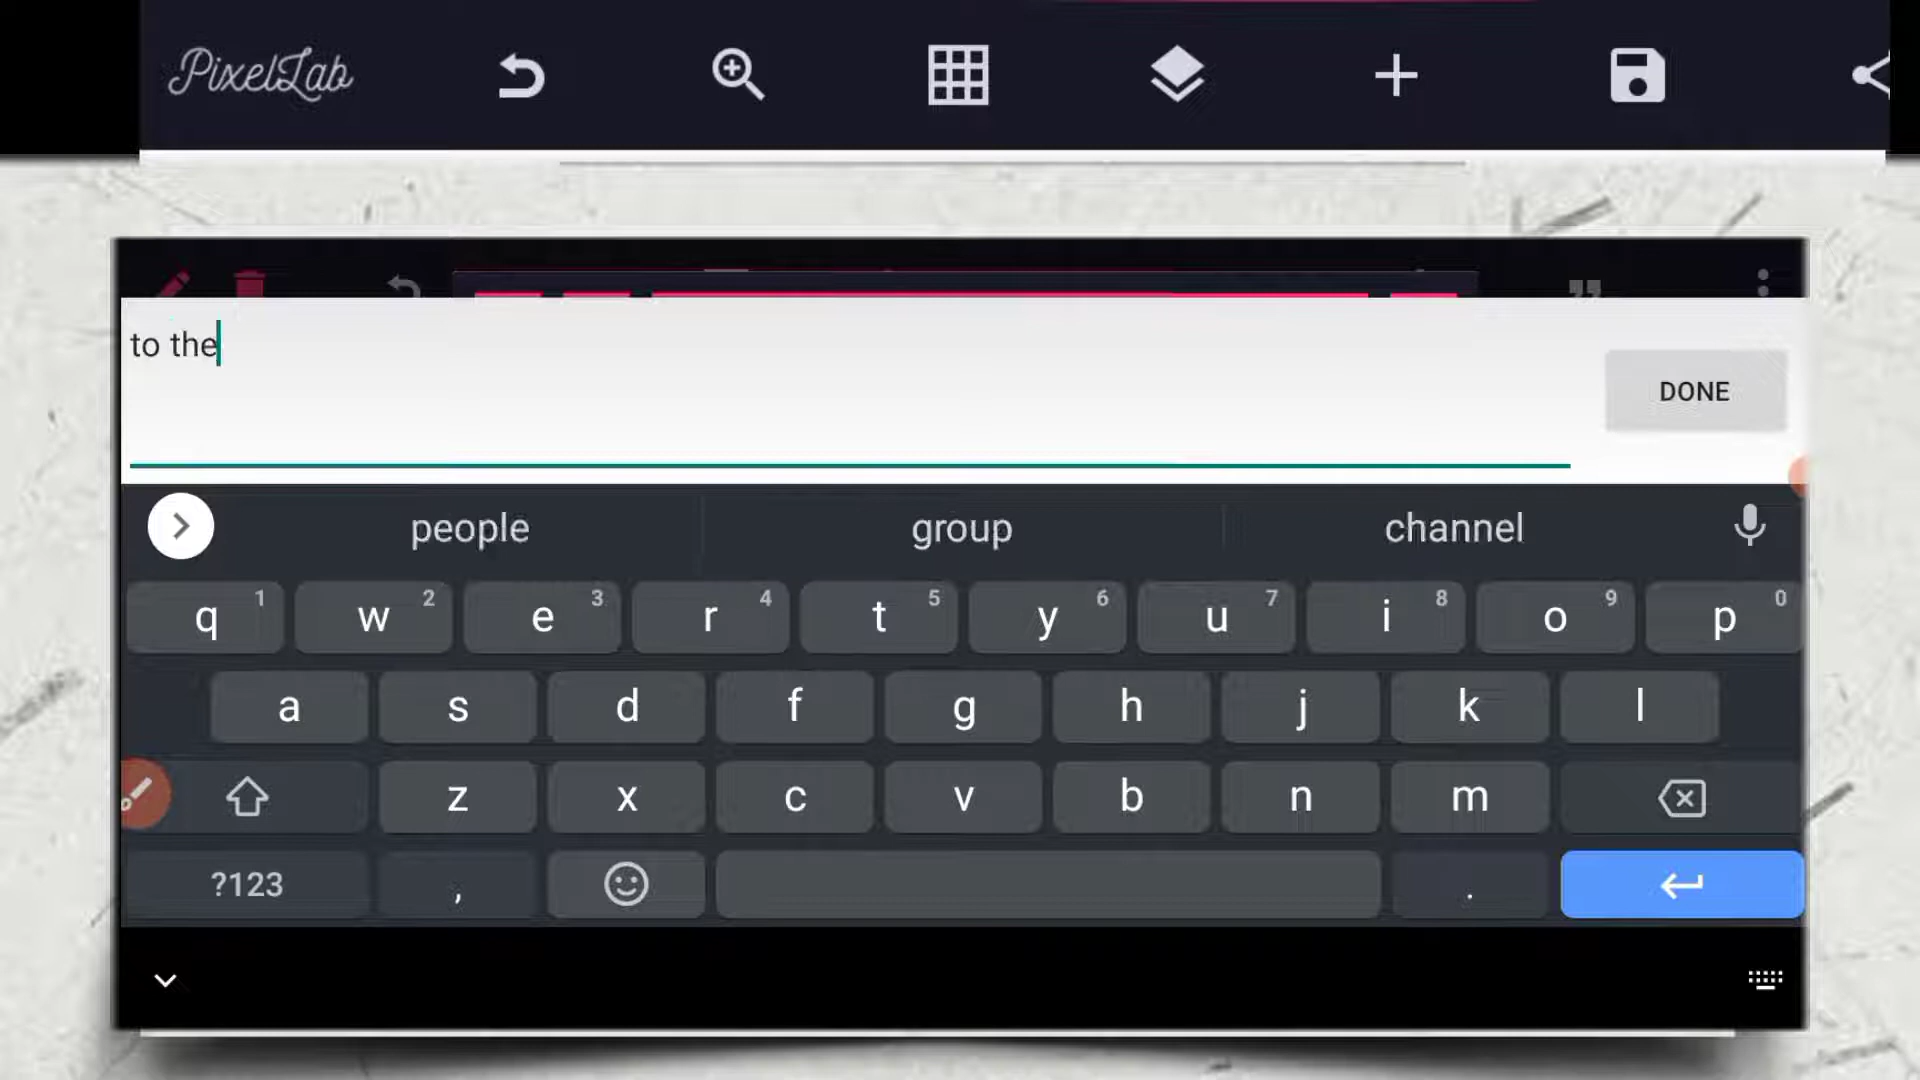 PixelLab
to the
DONE
people group channel
q 1 w 2 e 3 r 4 t 5 y 6 u 7 i 8 o 9 p 0
a s d f g h j k l
z x c v b n m
?123 , .